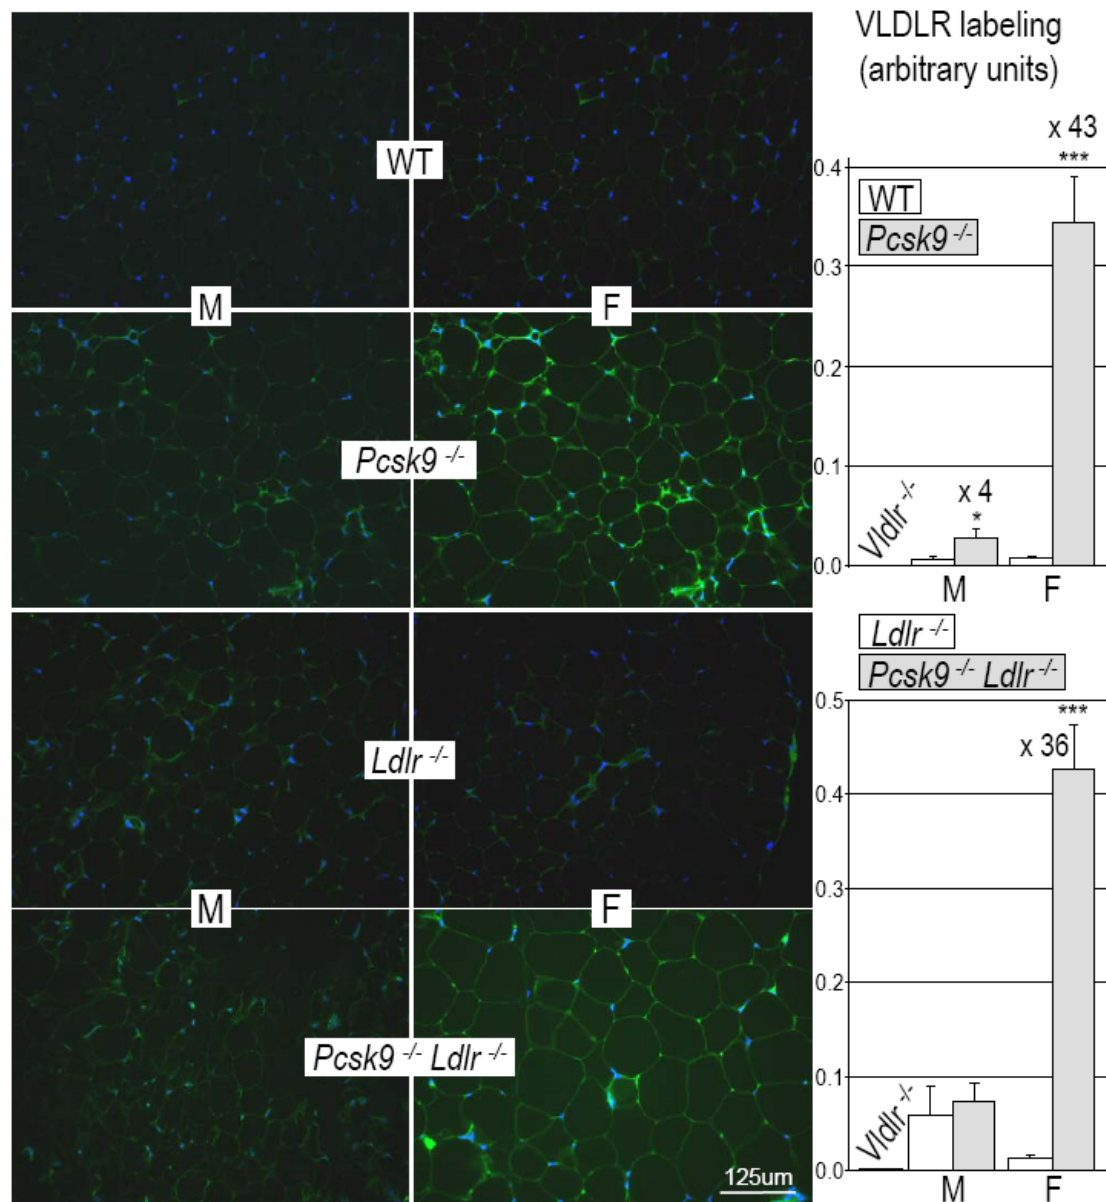 VLDLR labeling
(arbitrary units)
WT
M
F
Pcsk9 -/-
Ldlr -/-
M
F
Pcsk9 -/- Ldlr -/-
125um
x 43
***
0.4
WT
Pcsk9 -/-
0.3
0.2
0.1
Vldlr -/-
x 4
*
0.0
M
F
Ldlr -/-
Pcsk9 -/- Ldlr -/-
0.5
***
x 36
0.4
0.3
0.2
0.1
Vldlr -/-
0.0
M
F